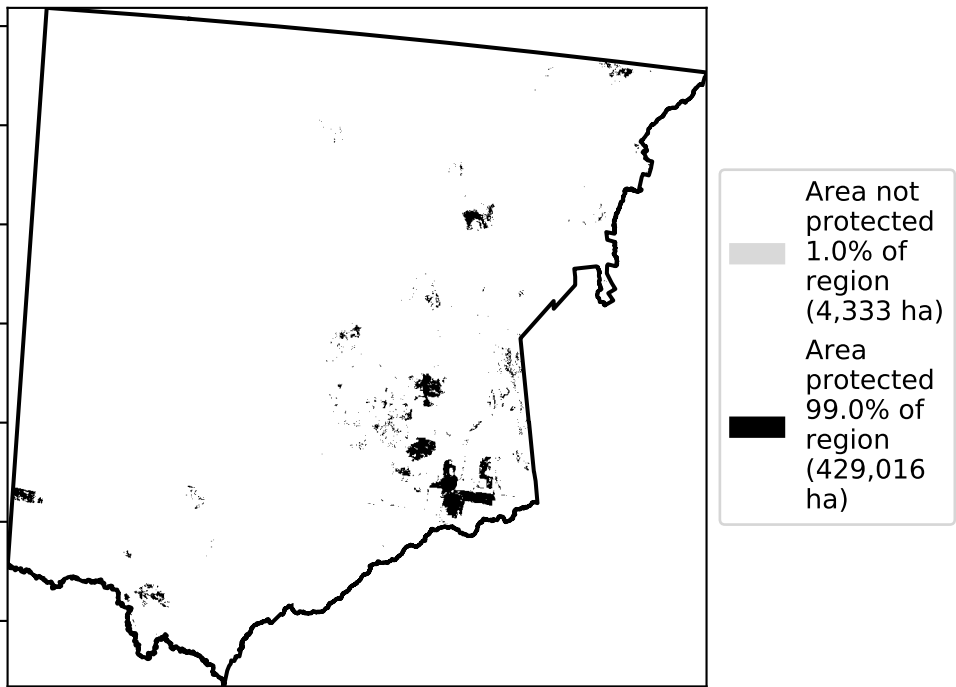 Area not
protected
1.0% of
region
(4,333 ha)
Area
protected
99.0% of
region
(429,016
ha)